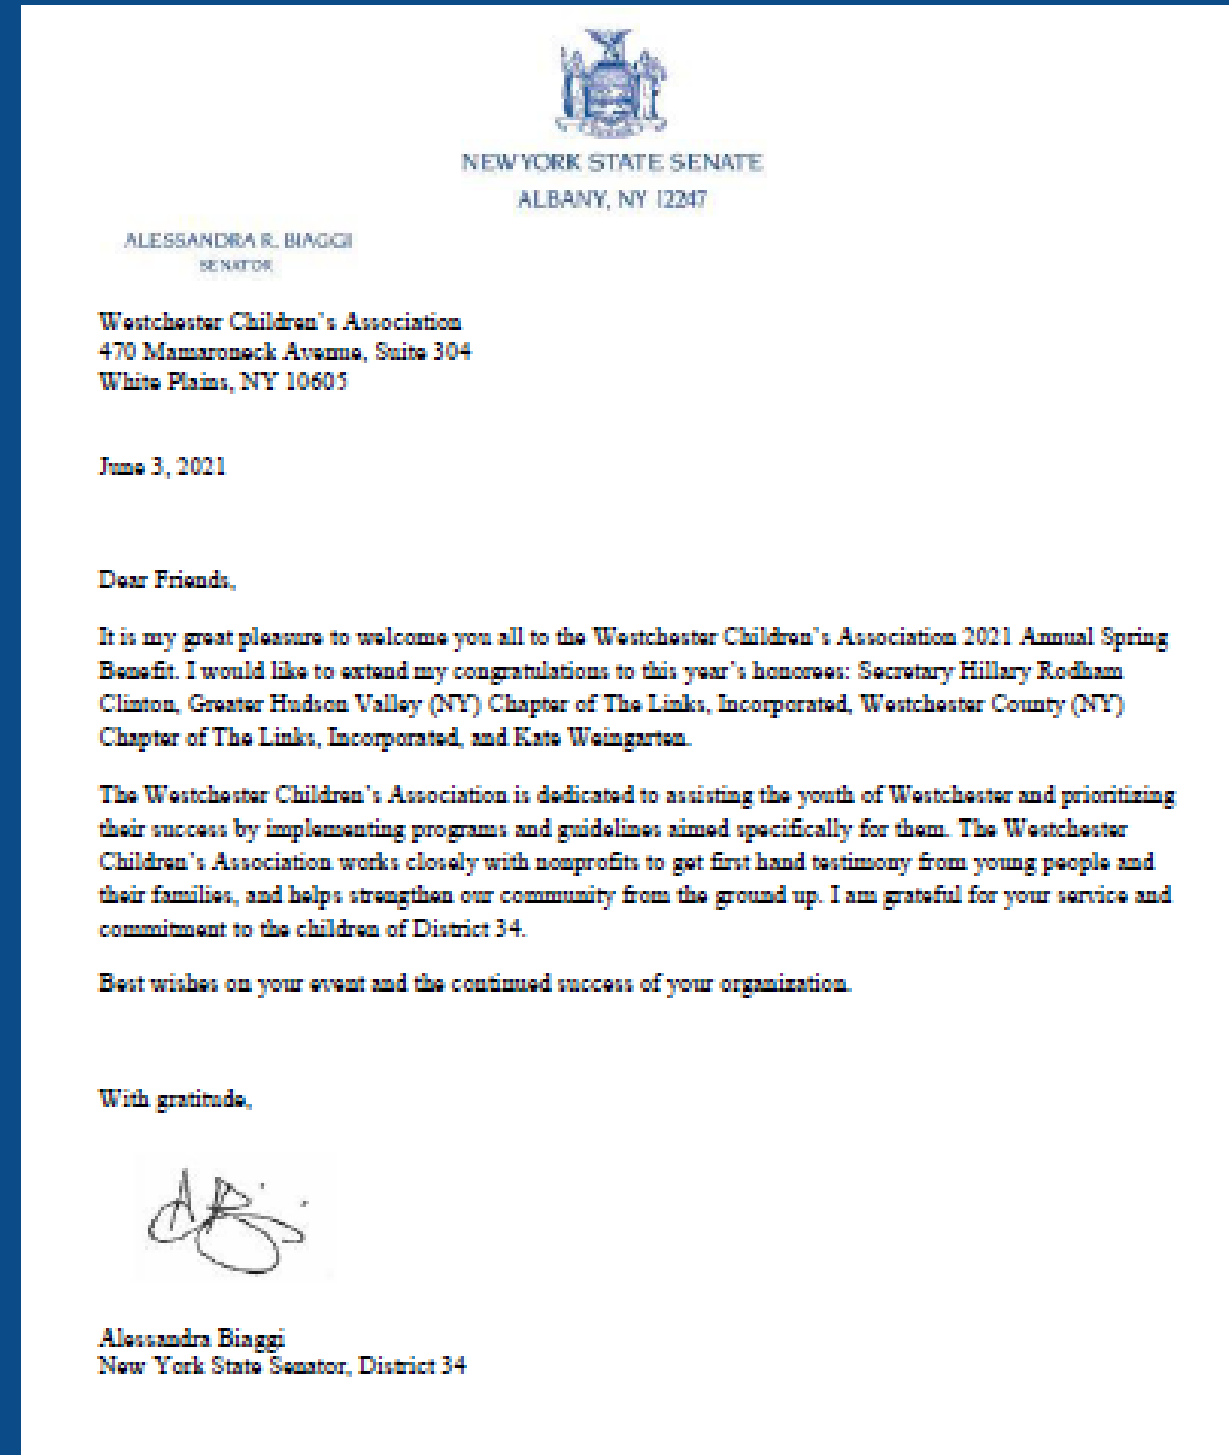 NEW YORK STATE SENATE
ALBANY, NY 12247
ALESSANDRA R. BIAGGI
SENATOR
Westchester Children's Association
470 Mamaroneck Avenue, Suite 304
White Plains, NY 10605
June 3, 2021
Dear Friends,
It is my great pleasure to welcome you all to the Westchester Children's Association 2021 Annual Spring
Benefit. I would like to extend my congratulations to this year's honorees: Secretary Hillary Rodham
Clinton, Greater Hudson Valley (NY) Chapter of The Links, Incorporated, Westchester County (NY)
Chapter of The Links, Incorporated, and Kate Weingarten.
The Westchester Children's Association is dedicated to assisting the youth of Westchester and prioritizing
their success by implementing programs and guidelines aimed specifically for them. The Westchester
Children's Association works closely with nonprofits to get first hand testimony from young people and
their families, and helps strengthen our community from the ground up. I am grateful for your service and
commitment to the children of District 34.
Best wishes on your event and the continued success of your organization.
With gratitude,
Alessandra Biaggi
New York State Senator, District 34